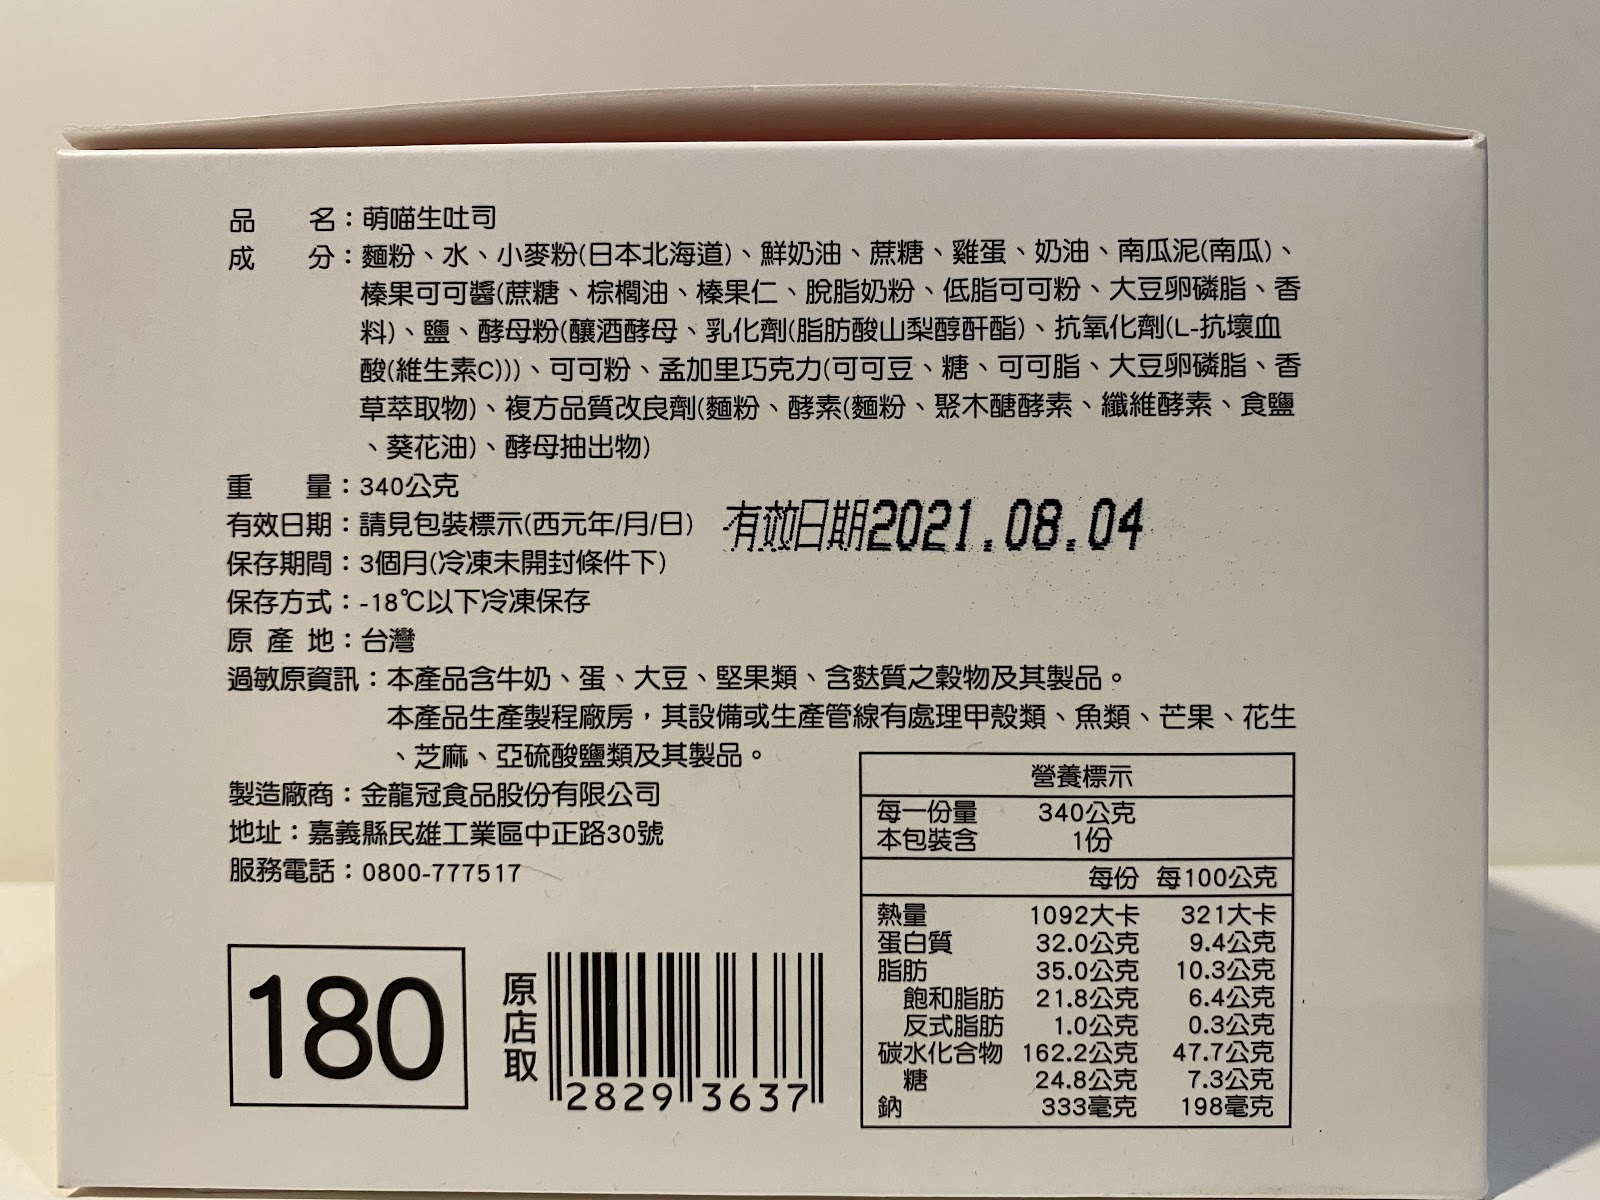 品名：萌喵生吐司
成分：麵粉、水、小麥粉(日本北海道)、鮮奶油、蔗糖、雞蛋、奶油、南瓜泥(南瓜)、
榛果可可醬(蔗糖、棕櫚油、榛果仁、脫脂奶粉、低脂可可粉、大豆卵磷脂、香
料)、鹽、酵母粉(釀酒酵母、乳化劑(脂肪酸山梨醇酐酯)、抗氧化劑(L-抗壞血
酸(維生素C)))、可可粉、孟加里巧克力(可可豆、糖、可可脂、大豆卵磷脂、香
草萃取物)、複方品質改良劑(麵粉、酵素(麵粉、聚木醣酵素、纖維酵素、食鹽
、葵花油)、酵母抽出物)
重量：340公克
有效日期：請見包裝標示(西元年/月/日)
有效日期2021.08.04
保存期間：3個月(冷凍未開封條件下)
保存方式：-18℃以下冷凍保存
原產地：台灣
過敏原資訊：本產品含牛奶、蛋、大豆、堅果類、含麩質之穀物及其製品。
本產品生產製程廠房，其設備或生產管線有處理甲殼類、魚類、芒果、花生
、芝麻、亞硫酸鹽類及其製品。
製造廠商：金龍冠食品股份有限公司
地址：嘉義縣民雄工業區中正路30號
服務電話：0800-777517
180
原店取
2829 3637
營養標示
每一份量 340公克
本包裝含 1份
每份 每100公克
熱量 1092大卡 321大卡
蛋白質 32.0公克 9.4公克
脂肪 35.0公克 10.3公克
飽和脂肪 21.8公克 6.4公克
反式脂肪 1.0公克 0.3公克
碳水化合物 162.2公克 47.7公克
糖 24.8公克 7.3公克
鈉 333毫克 198毫克